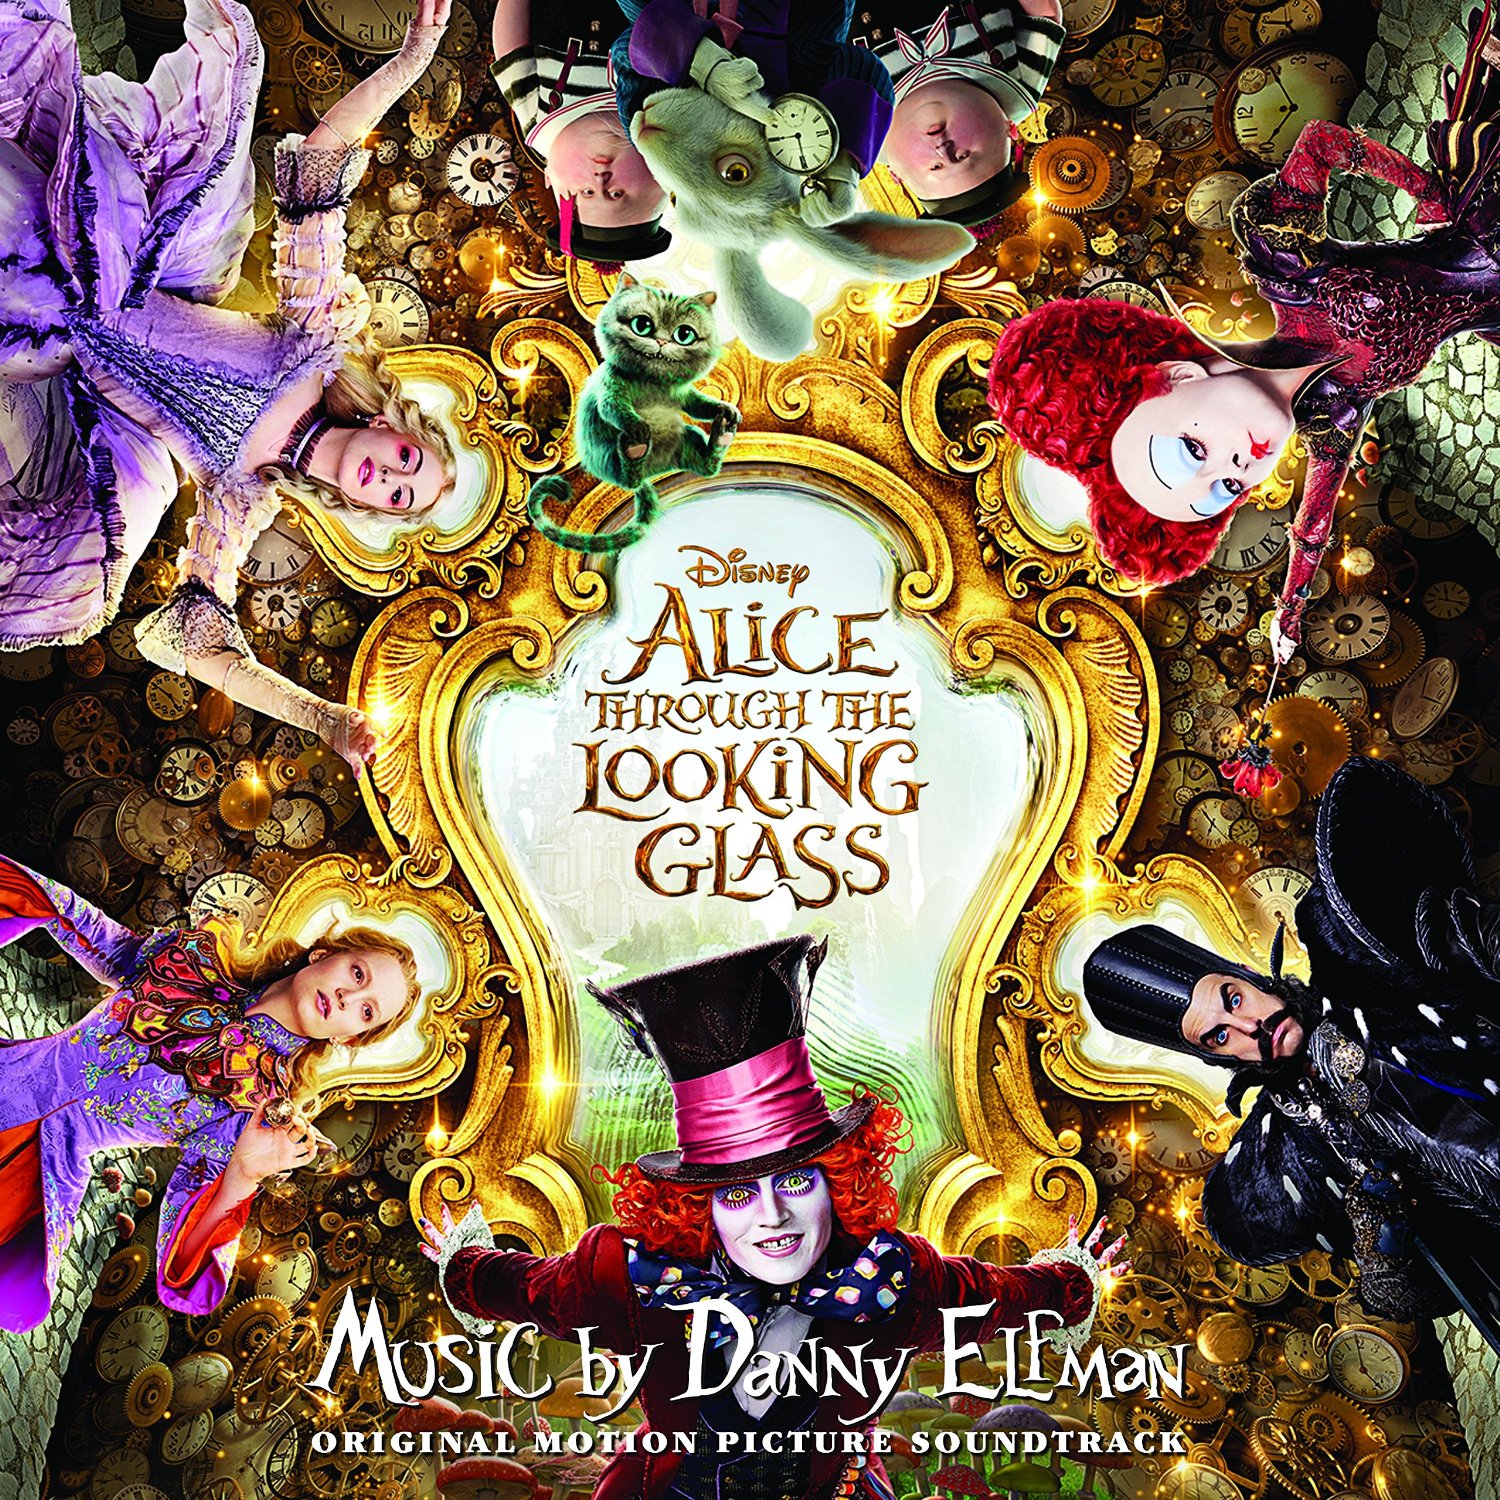 Disney
ALiCE
THROUGH THE
LOOKiNG
GLASS
MUSiC by DANNy ELFMAN
ORIGINAL MOTION PICTURE SOUNDTRACK